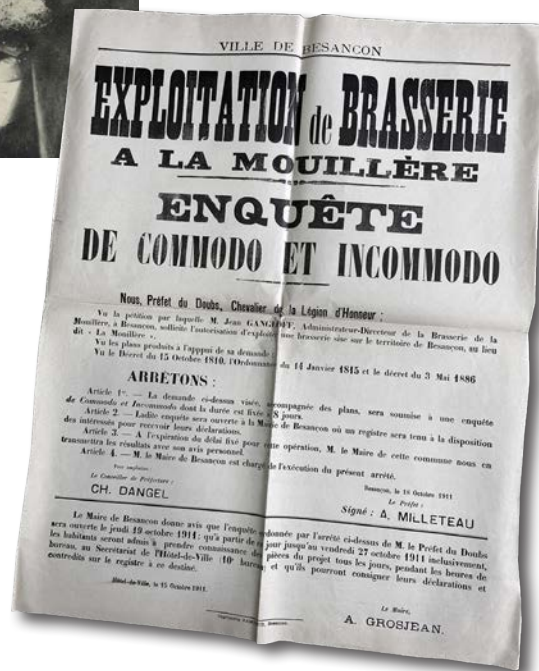 VILLE DE BESANCON
EXPLOITATION de BRASSERIE
A LA MOUILLÈRE
ENQUÊTE
DE COMMODO ET INCOMMODO
Nous, Préfet du Doubs, Chevalier de la Légion d'Honneur ;
Vu la pétition par laquelle M. Jean GANGLOFF, Administrateur-Directeur de la Brasserie de la
Mouillère, à Besançon, sollicite l'autorisation d'exploiter une brasserie sise sur le territoire de Besançon, au lieu
dit « La Mouillère ».
Vu les plans produits à l'appui de sa demande ;
Vu le Décret du 15 Octobre 1810, l'Ordonnance du 14 Janvier 1815 et le décret du 3 Mai 1886
ARRÊTONS :
Article 1er. — La demande ci-dessus visée, accompagnée des plans, sera soumise à une enquête
de Commodo et Incommodo dont la durée est fixée 8 jours.
Article 2. — Ladite enquête sera ouverte à la Mairie de Besançon où un registre sera tenu à la disposition
des intéressés pour recevoir leurs déclarations.
Article 3. — A l'expiration du délai fixé pour cette opération, M. le Maire de cette commune nous en
transmettra les résultats avec son avis personnel.
Article 4. — M. le Maire de Besançon est chargé de l'exécution du présent arrêté.
Besançon, le 16 Octobre 1911
Pour ampliation :
Le Conseiller de Préfecture :
CH. DANGEL
Le Préfet :
Signé : A. MILLETEAU
Le Maire de Besançon donne avis que l'enquête ordonnée par l'arrêté ci-dessus de M. le Préfet du Doubs
sera ouverte le jeudi 19 octobre 1911 ; qu'à partir de ce jour jusqu'au vendredi 27 octobre 1911 inclusivement,
les habitants seront admis à prendre connaissance des pièces du projet tous les jours, pendant les heures de
bureau, au Secrétariat de l'Hôtel-de-Ville (10e bureau) et qu'ils pourront consigner leurs déclarations et
contredits sur le registre à ce destiné.
Hôtel-de-Ville, le 15 Octobre 1911.
Le Maire,
A. GROSJEAN.